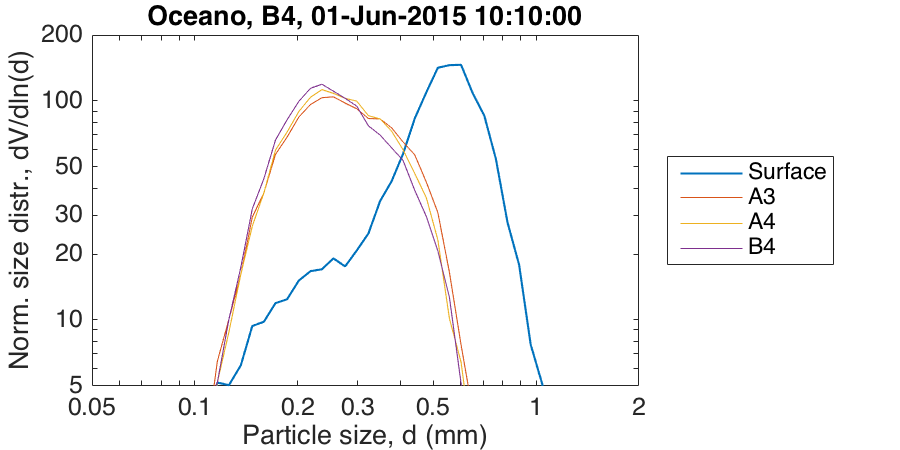 Oceano, B4, 01-Jun-2015 10:10:00
Norm. size distr., dV/dln(d)
200
100
50
30
20
10
5
0.05 0.1 0.2 0.3 0.5 1 2
Particle size, d (mm)
Surface
A3
A4
B4